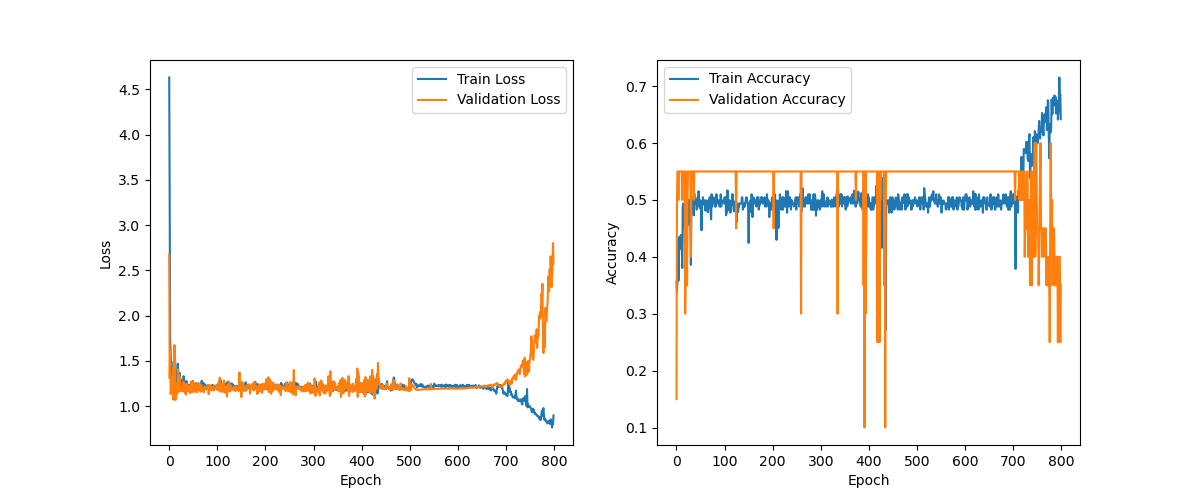 Train Loss
Validation Loss
4.5
4.0
3.5
3.0
2.5
2.0
1.5
1.0
Loss
0 100 200 300 400 500 600 700 800
Epoch
Train Accuracy
Validation Accuracy
0.7
0.6
0.5
0.4
0.3
0.2
0.1
Accuracy
0 100 200 300 400 500 600 700 800
Epoch